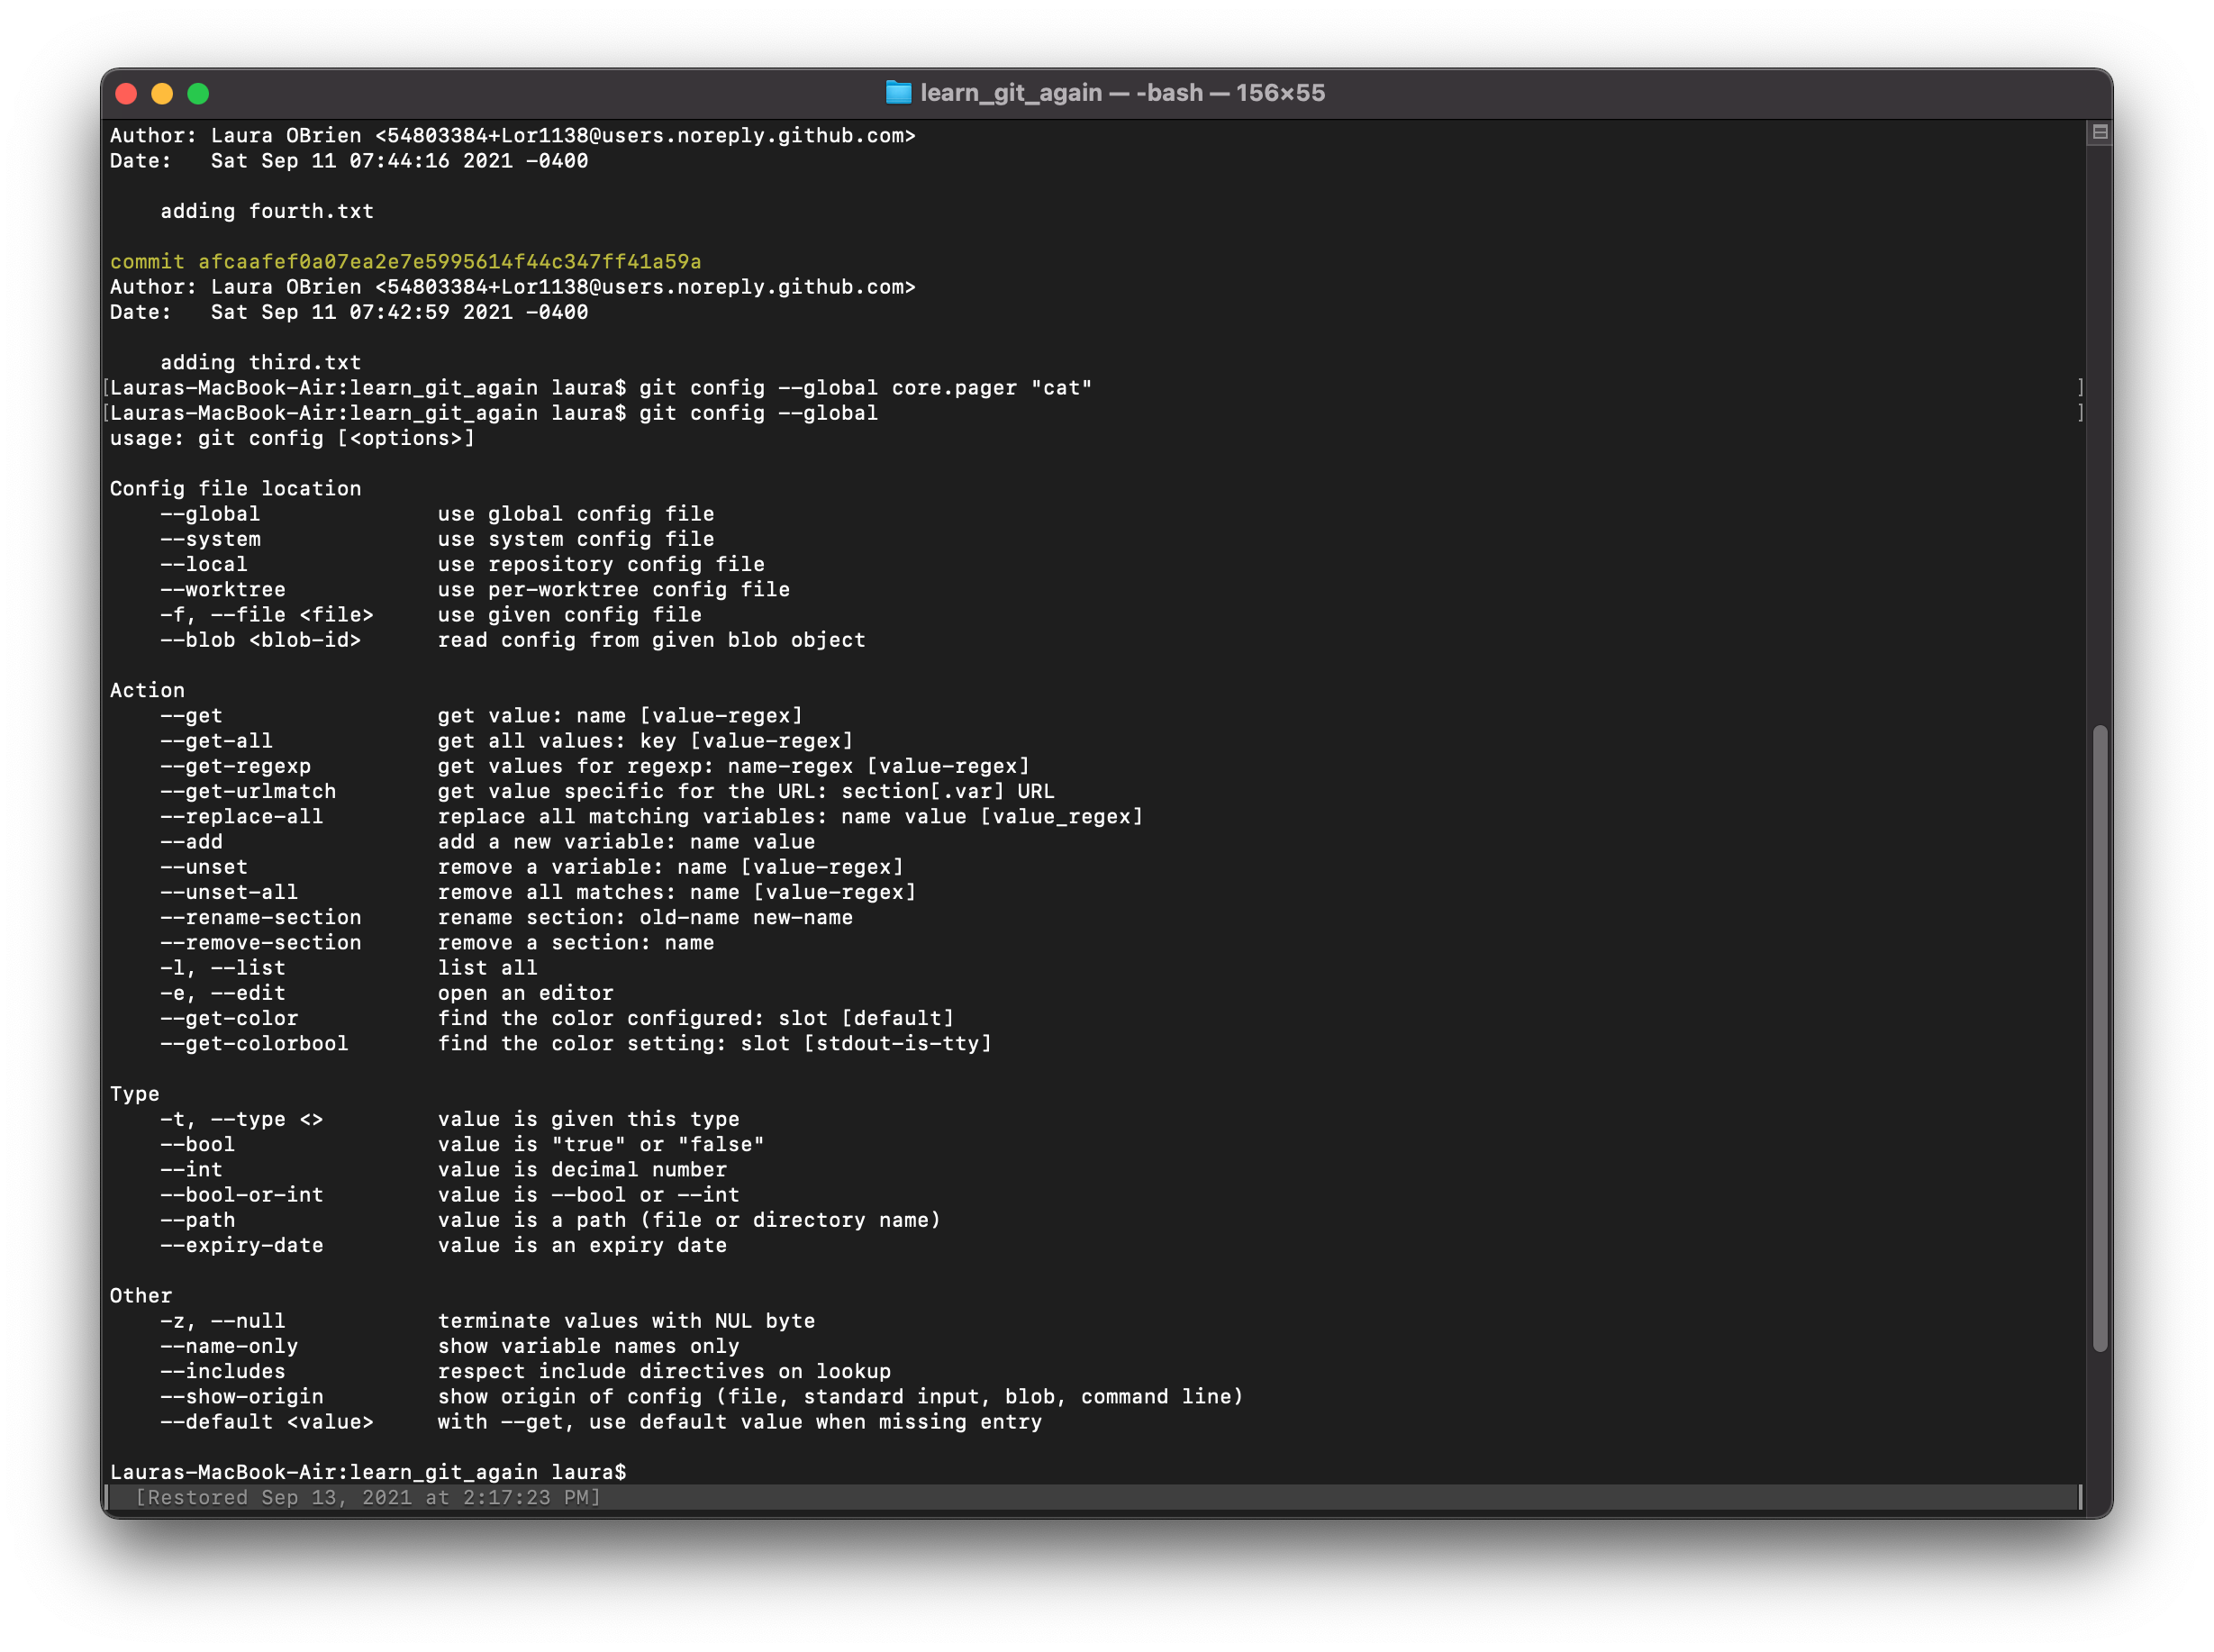 learn_git_again — -bash — 156×55
Author: Laura OBrien <54803384+Lor1138@users.noreply.github.com>
Date:   Sat Sep 11 07:44:16 2021 -0400

    adding fourth.txt

commit afcaafef0a07ea2e7e5995614f44c347ff41a59a
Author: Laura OBrien <54803384+Lor1138@users.noreply.github.com>
Date:   Sat Sep 11 07:42:59 2021 -0400

    adding third.txt
[Lauras-MacBook-Air:learn_git_again laura$ git config --global core.pager "cat" ]
[Lauras-MacBook-Air:learn_git_again laura$ git config --global ]
usage: git config [<options>]

Config file location
    --global              use global config file
    --system              use system config file
    --local               use repository config file
    --worktree            use per-worktree config file
    -f, --file <file>     use given config file
    --blob <blob-id>      read config from given blob object

Action
    --get                 get value: name [value-regex]
    --get-all             get all values: key [value-regex]
    --get-regexp          get values for regexp: name-regex [value-regex]
    --get-urlmatch        get value specific for the URL: section[.var] URL
    --replace-all         replace all matching variables: name value [value_regex]
    --add                 add a new variable: name value
    --unset               remove a variable: name [value-regex]
    --unset-all           remove all matches: name [value-regex]
    --rename-section      rename section: old-name new-name
    --remove-section      remove a section: name
    -l, --list            list all
    -e, --edit            open an editor
    --get-color           find the color configured: slot [default]
    --get-colorbool       find the color setting: slot [stdout-is-tty]

Type
    -t, --type <>         value is given this type
    --bool                value is "true" or "false"
    --int                 value is decimal number
    --bool-or-int         value is --bool or --int
    --path                value is a path (file or directory name)
    --expiry-date         value is an expiry date

Other
    -z, --null            terminate values with NUL byte
    --name-only           show variable names only
    --includes            respect include directives on lookup
    --show-origin         show origin of config (file, standard input, blob, command line)
    --default <value>     with --get, use default value when missing entry

Lauras-MacBook-Air:learn_git_again laura$
  [Restored Sep 13, 2021 at 2:17:23 PM]